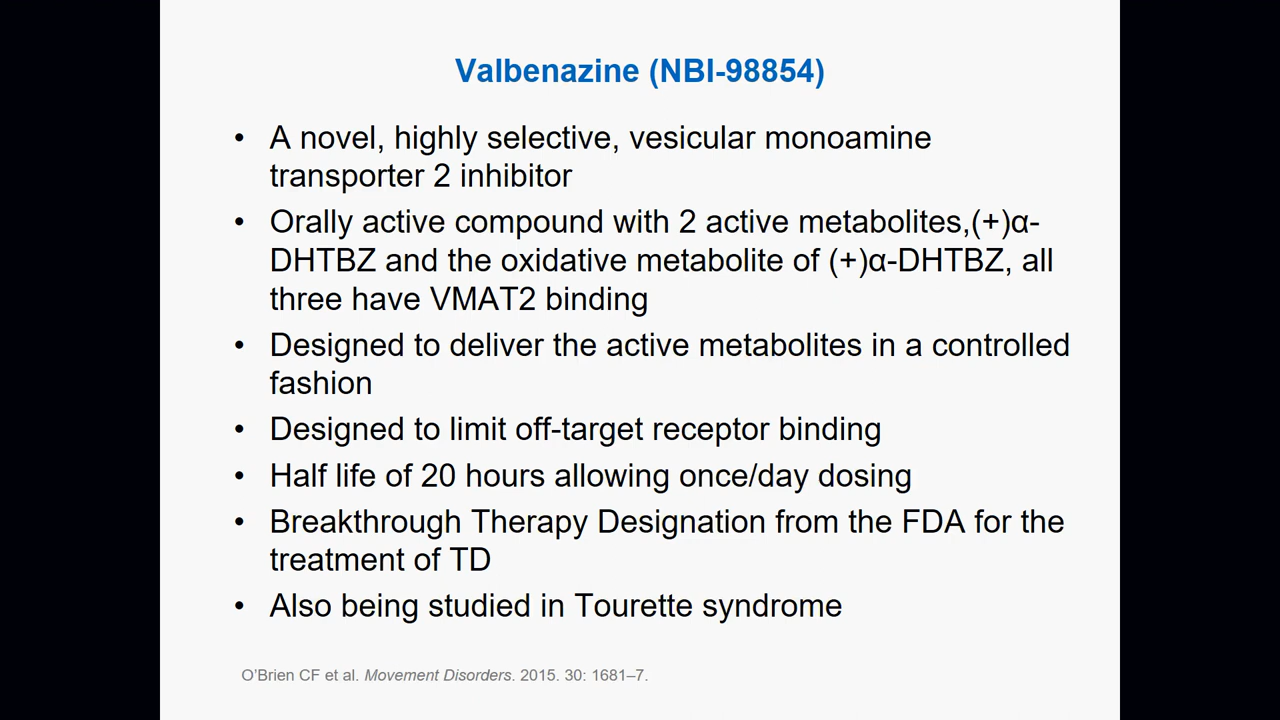 Valbenazine (NBI-98854)
• A novel, highly selective, vesicular monoamine
transporter 2 inhibitor
• Orally active compound with 2 active metabolites,(+)α-
DHTBZ and the oxidative metabolite of (+)α-DHTBZ, all
three have VMAT2 binding
• Designed to deliver the active metabolites in a controlled
fashion
• Designed to limit off-target receptor binding
• Half life of 20 hours allowing once/day dosing
• Breakthrough Therapy Designation from the FDA for the
treatment of TD
• Also being studied in Tourette syndrome
O’Brien CF et al. Movement Disorders. 2015. 30: 1681–7.